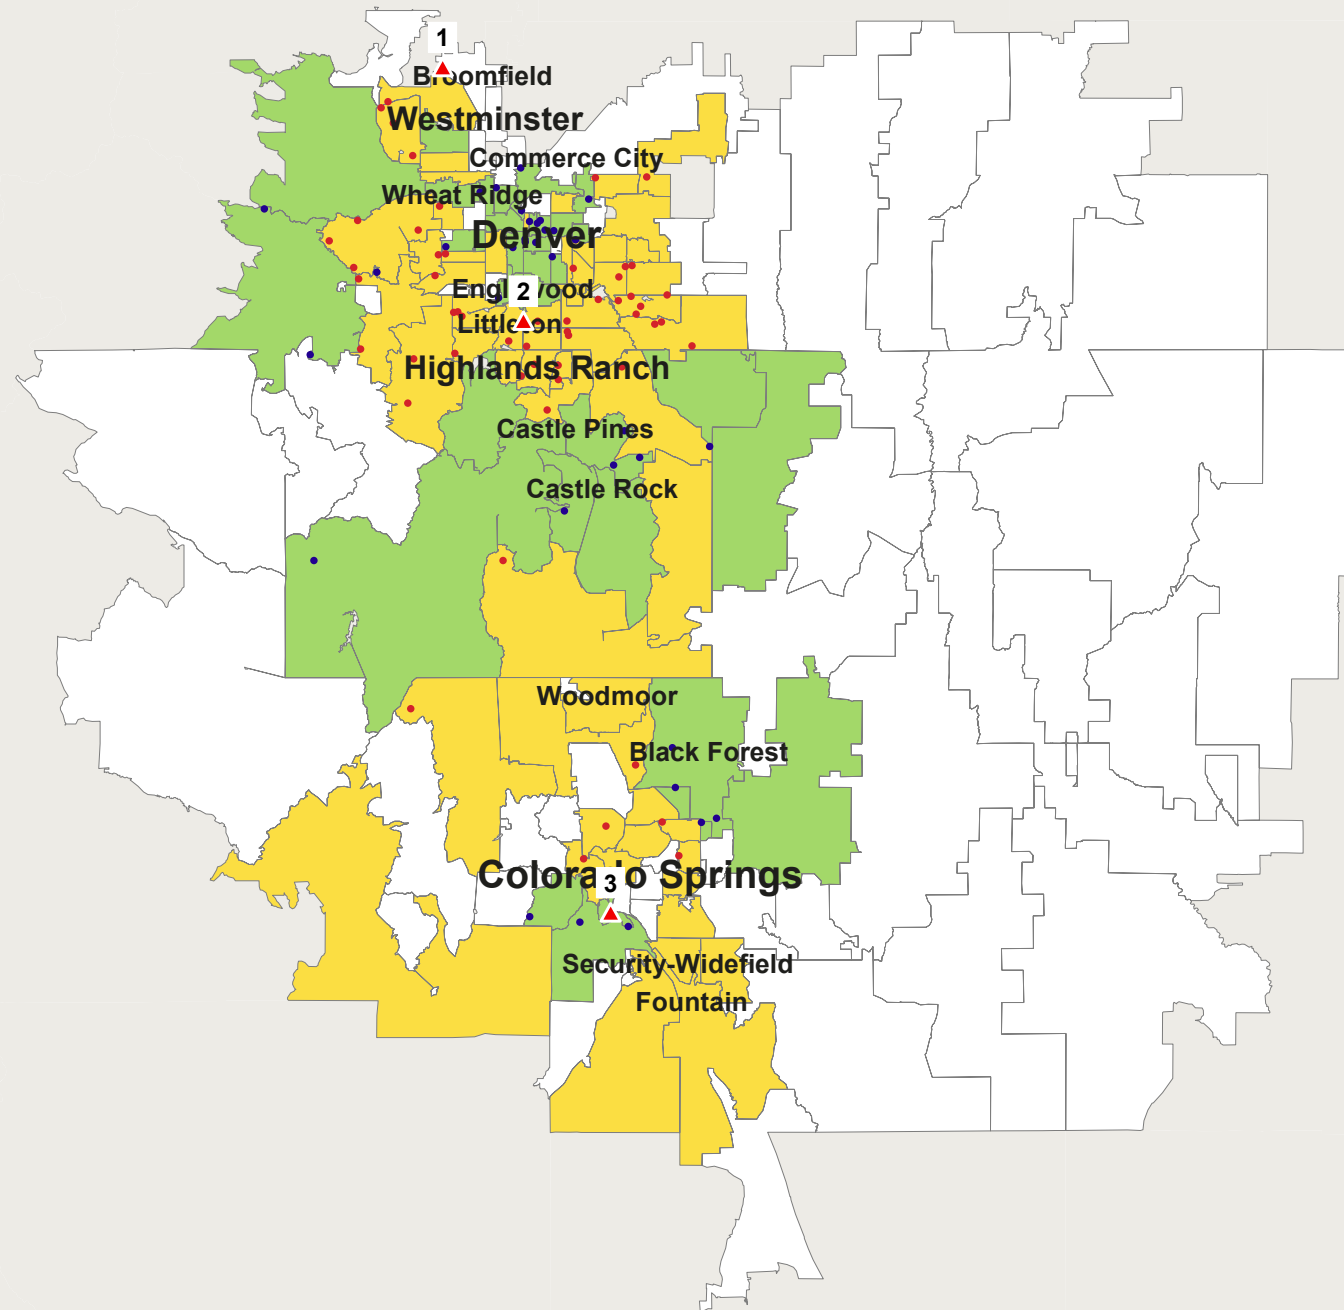 1
Broomfield
Westminster
Commerce City
Wheat Ridge
Denver
Englewood
2
Littleton
Highlands Ranch
Castle Pines
Castle Rock
Woodmoor
Black Forest
Colorado Springs
3
Security-Widefield
Fountain